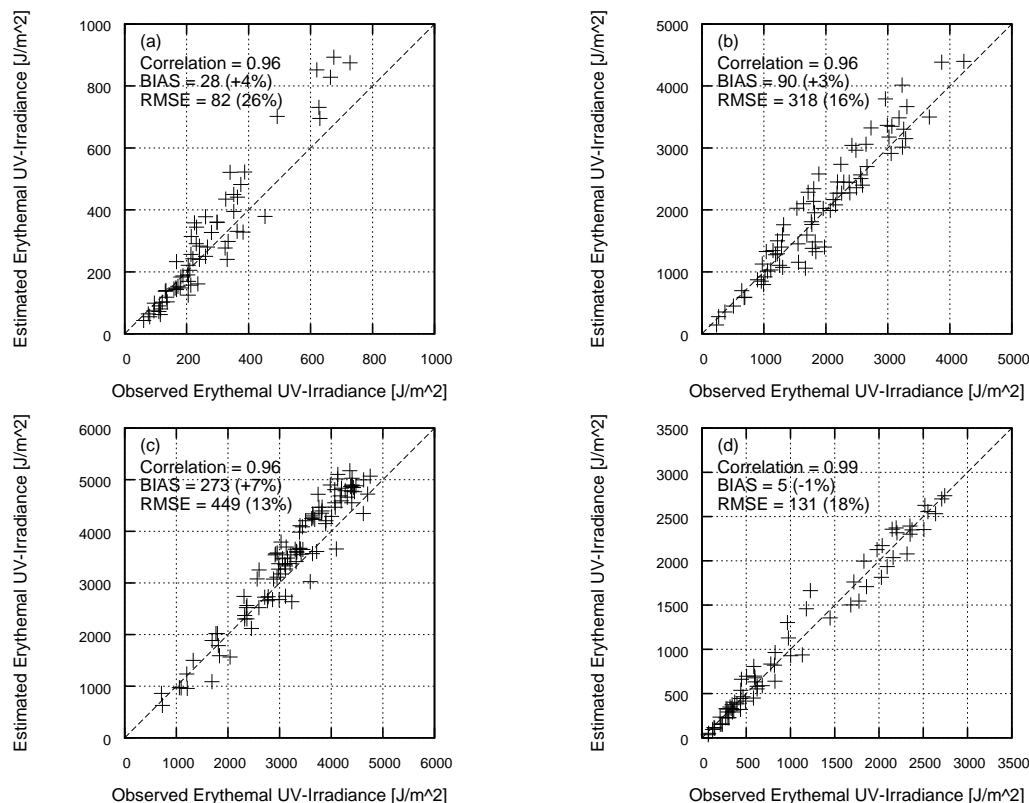 Estimated Erythemal UV-Irradiance [J/m^2]
1000
800
600
400
200
0
(a)
Correlation = 0.96
BIAS = 28 (+4%)
RMSE = 82 (26%)
0 200 400 600 800 1000
Observed Erythemal UV-Irradiance [J/m^2]
Estimated Erythemal UV-Irradiance [J/m^2]
5000
4000
3000
2000
1000
0
(b)
Correlation = 0.96
BIAS = 90 (+3%)
RMSE = 318 (16%)
0 1000 2000 3000 4000 5000
Observed Erythemal UV-Irradiance [J/m^2]
Estimated Erythemal UV-Irradiance [J/m^2]
6000
5000
4000
3000
2000
1000
0
(c)
Correlation = 0.96
BIAS = 273 (+7%)
RMSE = 449 (13%)
0 1000 2000 3000 4000 5000 6000
Observed Erythemal UV-Irradiance [J/m^2]
Estimated Erythemal UV-Irradiance [J/m^2]
3500
3000
2500
2000
1500
1000
500
0
(d)
Correlation = 0.99
BIAS = 5 (-1%)
RMSE = 131 (18%)
0 500 1000 1500 2000 2500 3000 3500
Observed Erythemal UV-Irradiance [J/m^2]